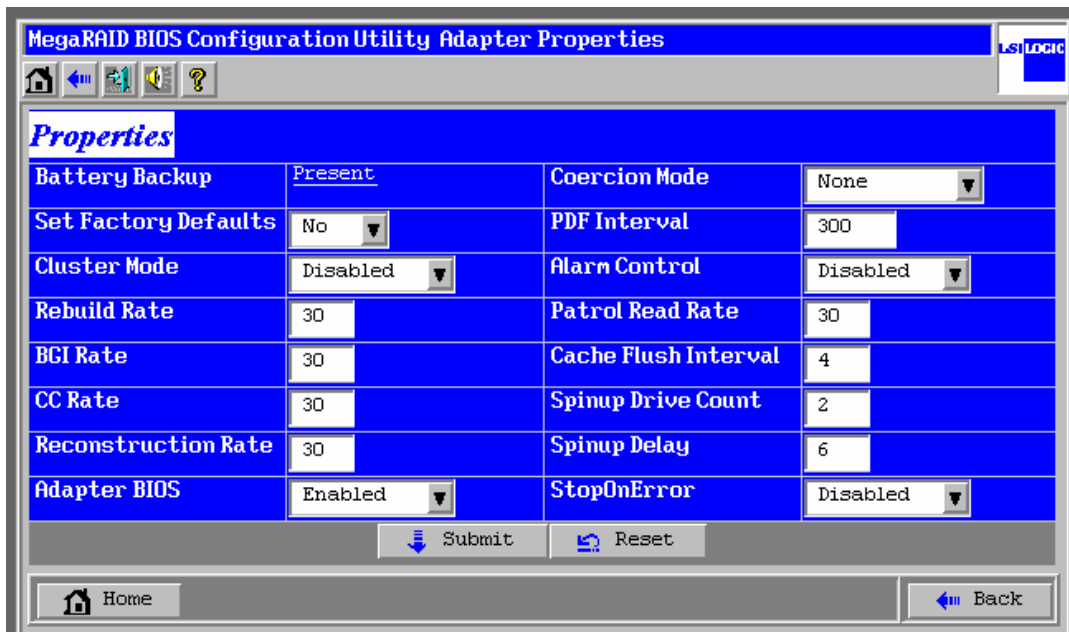 MegaRAID BIOS Configuration Utility Adapter Properties
LSI LOGIC
Properties
Battery Backup Present Coercion Mode None
Set Factory Defaults No PDF Interval 300
Cluster Mode Disabled Alarm Control Disabled
Rebuild Rate 30 Patrol Read Rate 30
BGI Rate 30 Cache Flush Interval 4
CC Rate 30 Spinup Drive Count 2
Reconstruction Rate 30 Spinup Delay 6
Adapter BIOS Enabled StopOnError Disabled
Submit Reset
Home Back